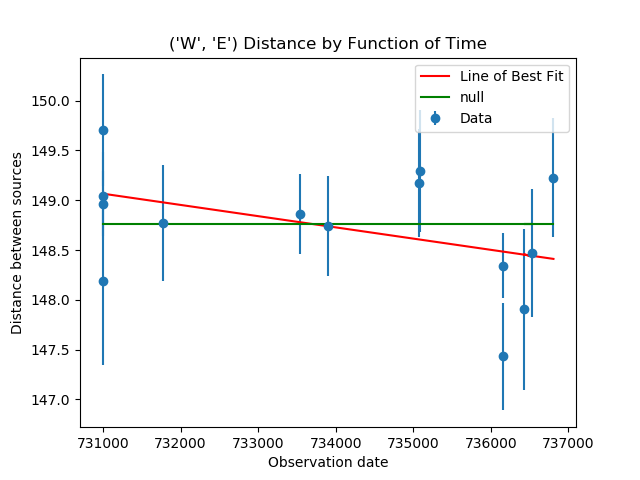 ('W', 'E') Distance by Function of Time
Line of Best Fit
null
Data
Distance between sources
150.0
149.5
149.0
148.5
148.0
147.5
147.0
731000 732000 733000 734000 735000 736000 737000
Observation date